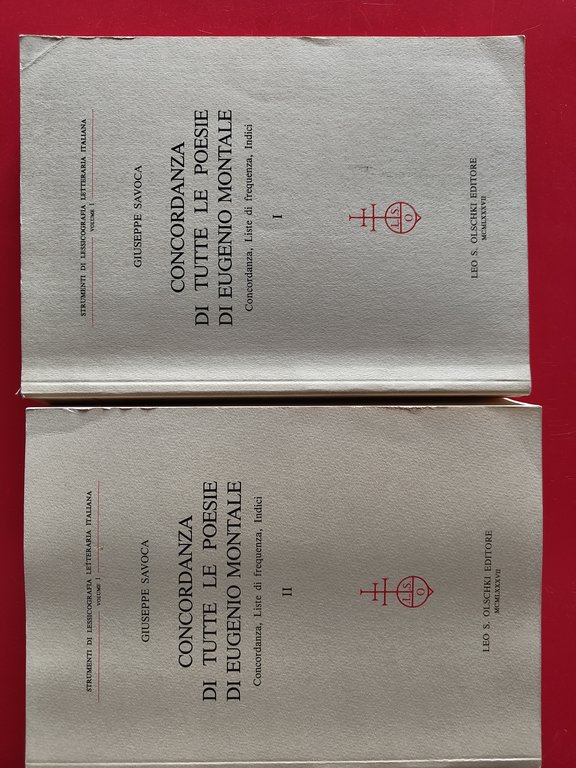 STRUMENTI DI LESSICOGRAFIA LETTERARIA ITALIANA
VOLUME I
GIUSEPPE SAVOCA
CONCORDANZA
DI TUTTE LE POESIE
DI EUGENIO MONTALE
Concordanza, Liste di frequenza, Indici
I
L.S.
O
LEO S. OLSCHKI EDITORE
MCMLXXXVII
STRUMENTI DI LESSICOGRAFIA LETTERARIA ITALIANA
VOLUME I
GIUSEPPE SAVOCA
CONCORDANZA
DI TUTTE LE POESIE
DI EUGENIO MONTALE
Concordanza, Liste di frequenza, Indici
II
L.S.
O
LEO S. OLSCHKI EDITORE
MCMLXXXVII